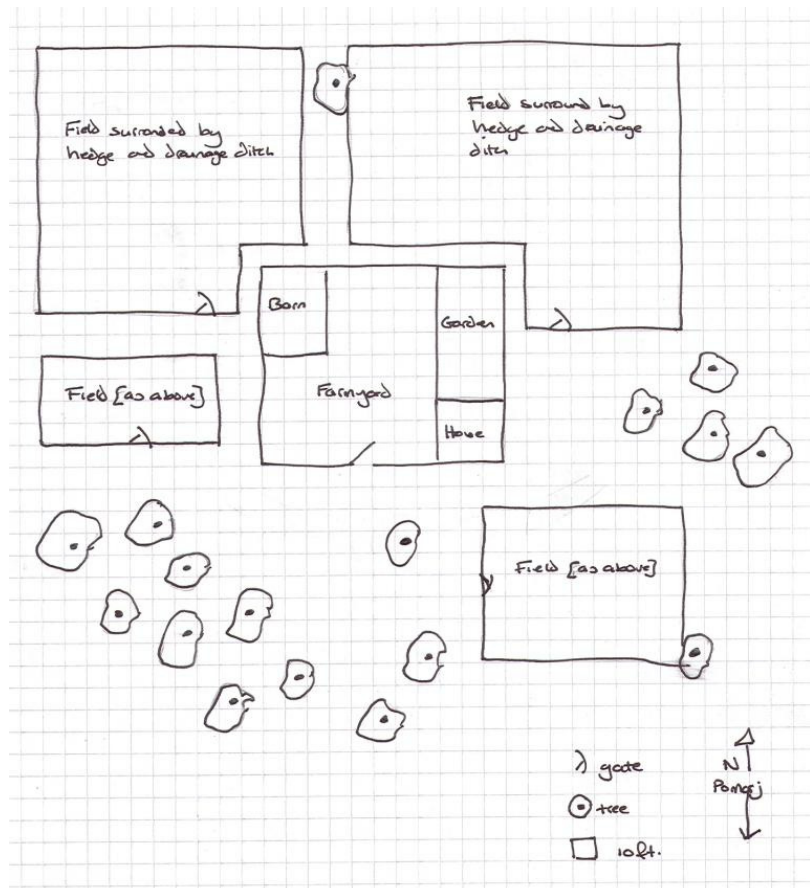 Field surrounded by
hedge and drainage ditch
Field surround by
hedge and drainage
ditch
Barn
Garden
Field [as above]
Farmyard
House
Field [as above]
gate
tree
10ft.
N
Pomarj